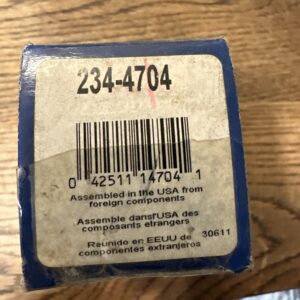 234-4704
0 42511 14704 1
Assembled in the USA from
foreign components
Assemble dansl'USA des
composants etrangers
Reunido en EEUU de
componentes extranjeros
30611